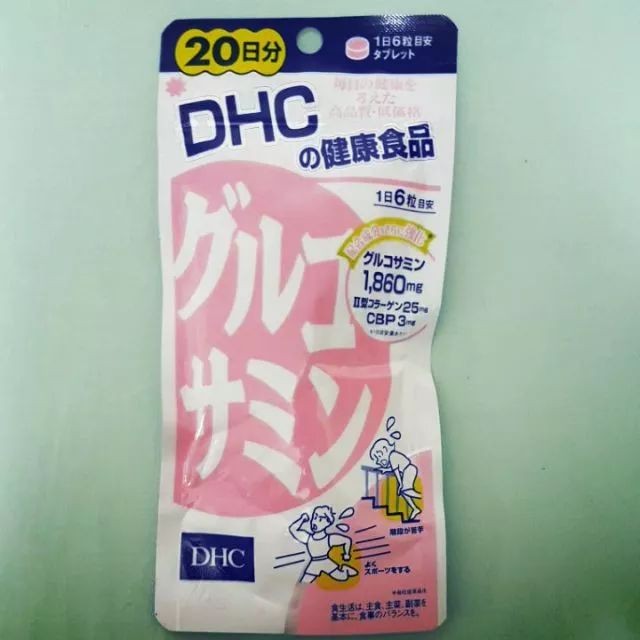 20日分
1日6粒目安
タブレット
毎日の健康を
考えた
高品質・低価格
DHC
の健康食品
1日6粒目安
グルコ
サミン
グルコサミン
1,860mg
II型コラーゲン25mg
CBP 3mg
階段が苦手
よく
スポーツをする
DHC
食生活は、主食、主菜、副菜を
基本に、食事のバランスを。